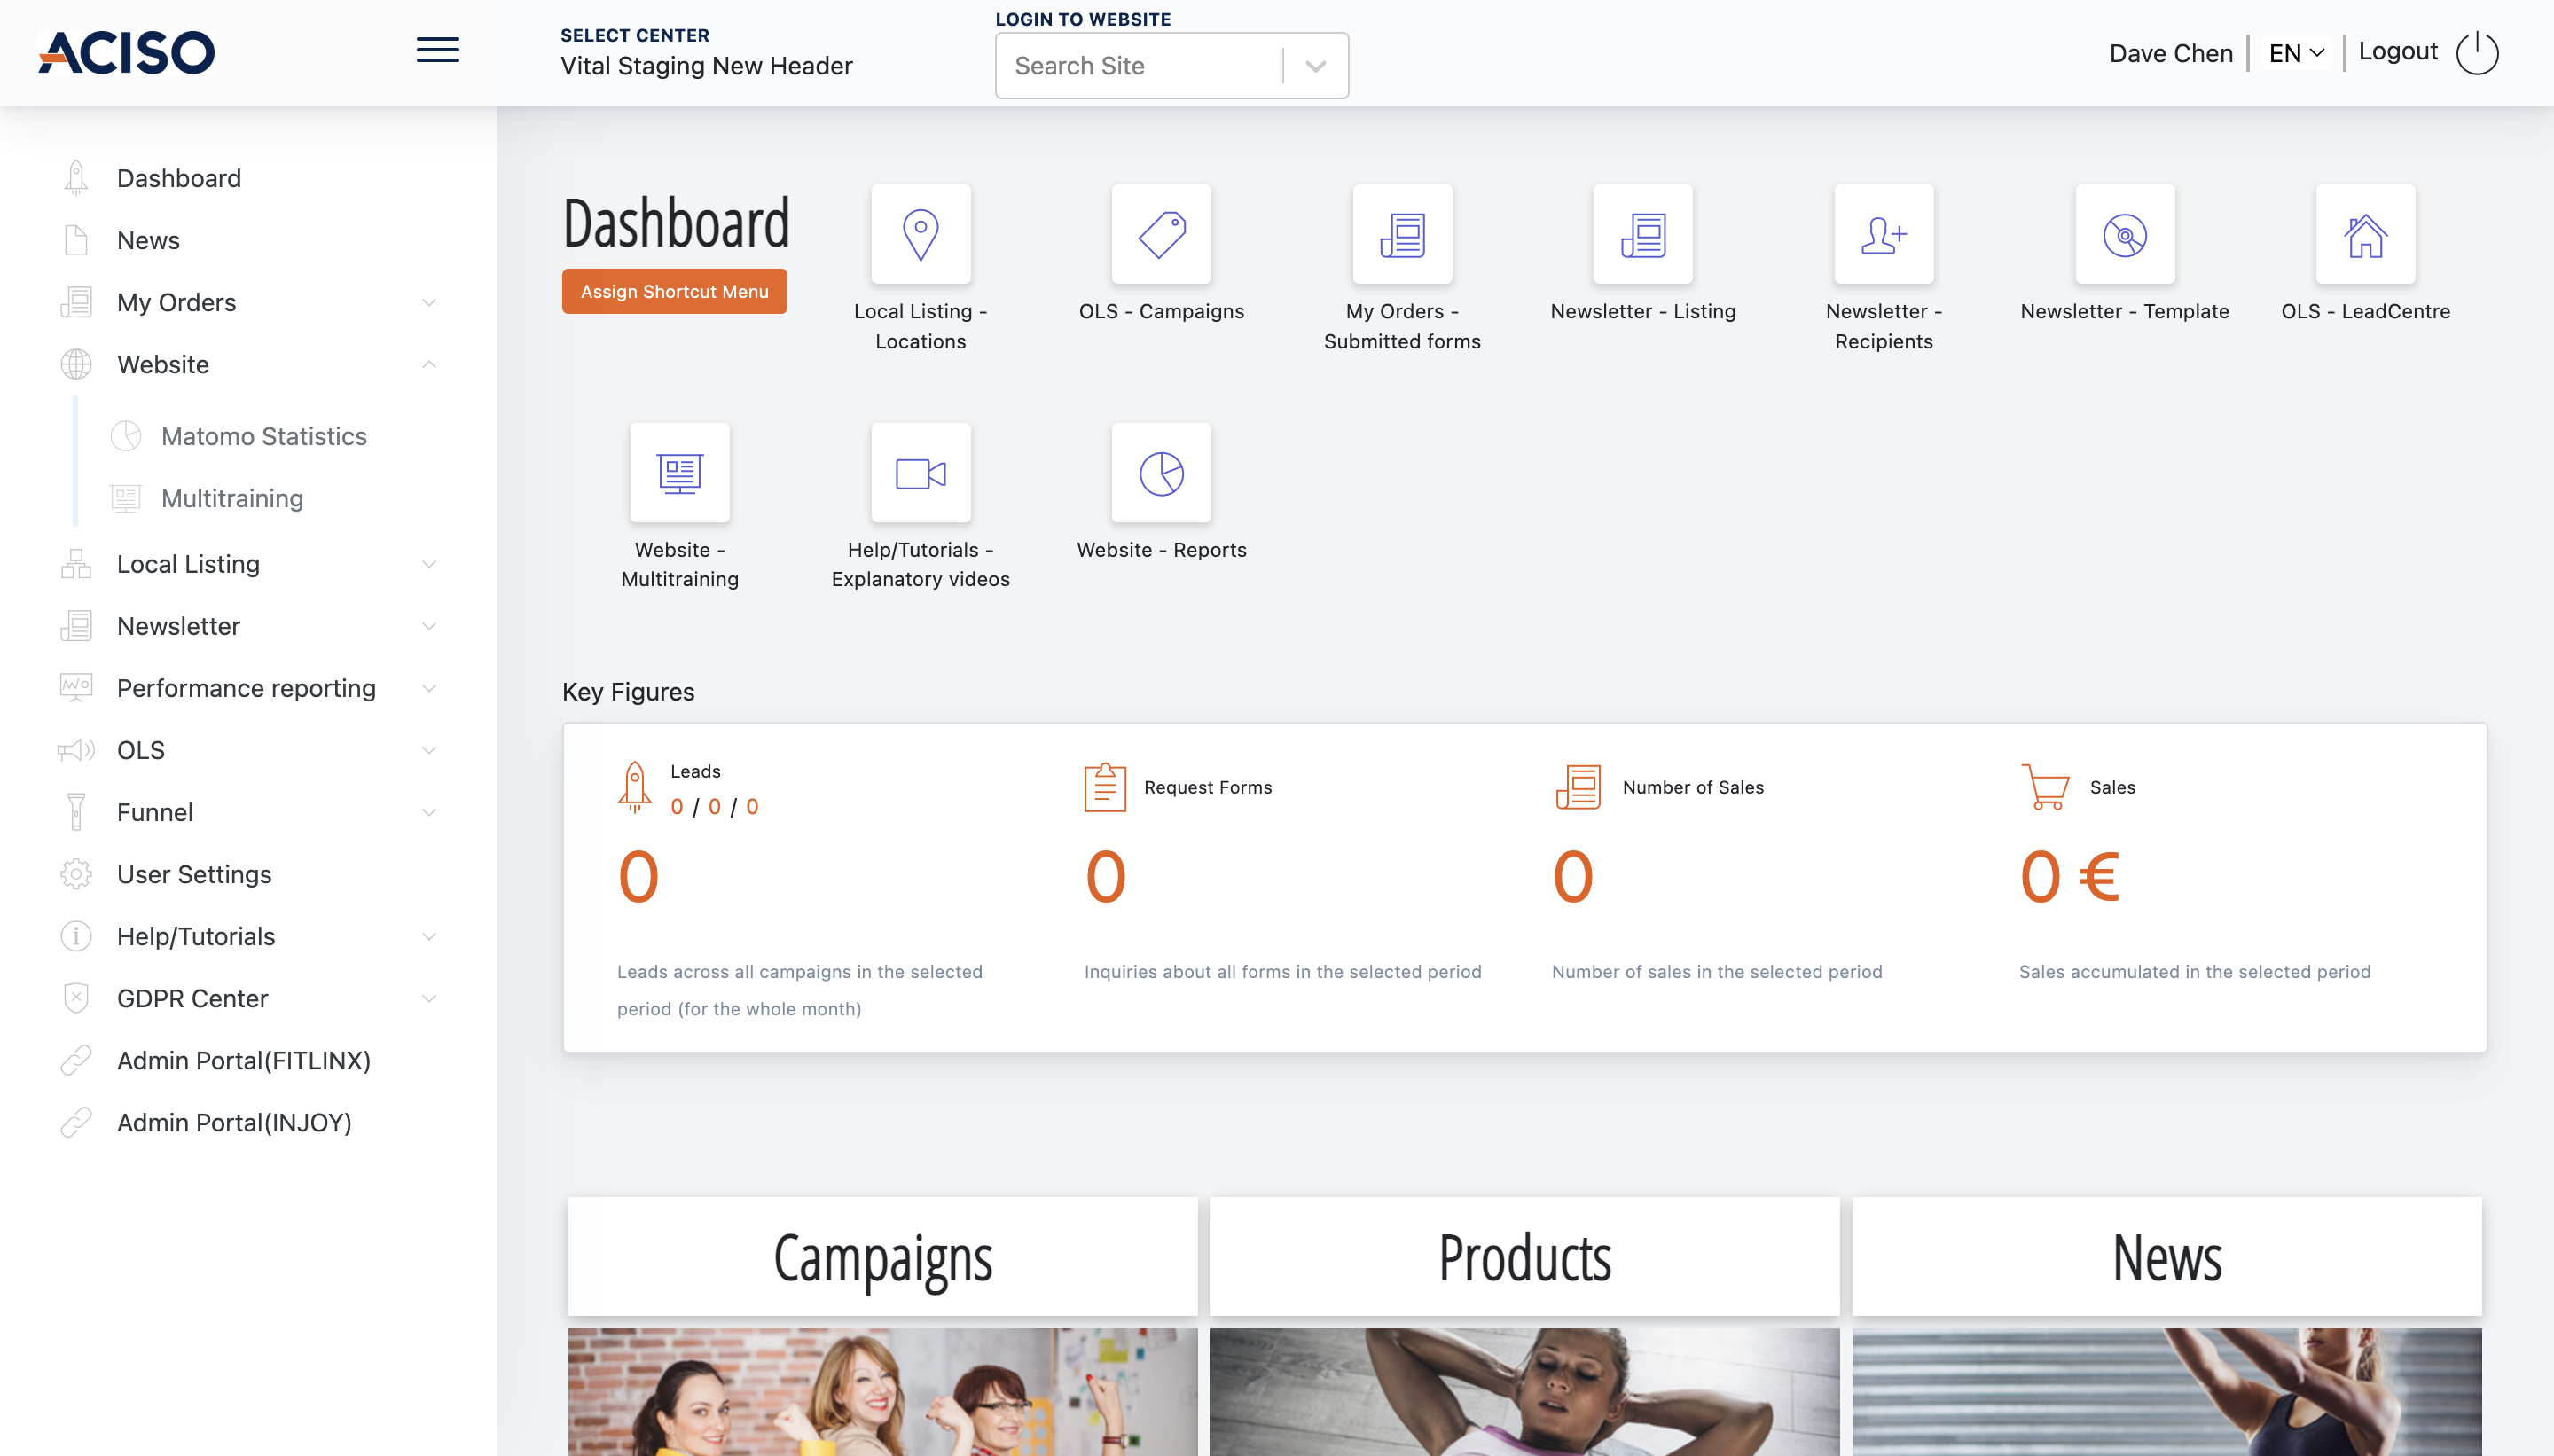 ACISO
SELECT CENTER
Vital Staging New Header
LOGIN TO WEBSITE
Search Site
Dave Chen
EN
Logout
Dashboard
News
My Orders
Website
Matomo Statistics
Multitraining
Local Listing
Newsletter
Performance reporting
OLS
Funnel
User Settings
Help/Tutorials
GDPR Center
Admin Portal(FITLINX)
Admin Portal(INJOY)
Dashboard
Assign Shortcut Menu
Local Listing -
Locations
OLS - Campaigns
My Orders -
Submitted forms
Newsletter - Listing
Newsletter -
Recipients
Newsletter - Template
OLS - LeadCentre
Website -
Multitraining
Help/Tutorials -
Explanatory videos
Website - Reports
Key Figures
Leads
0 / 0 / 0
0
Leads across all campaigns in the selected
period (for the whole month)
Request Forms
0
Inquiries about all forms in the selected period
Number of Sales
0
Number of sales in the selected period
Sales
0 €
Sales accumulated in the selected period
Campaigns
Products
News